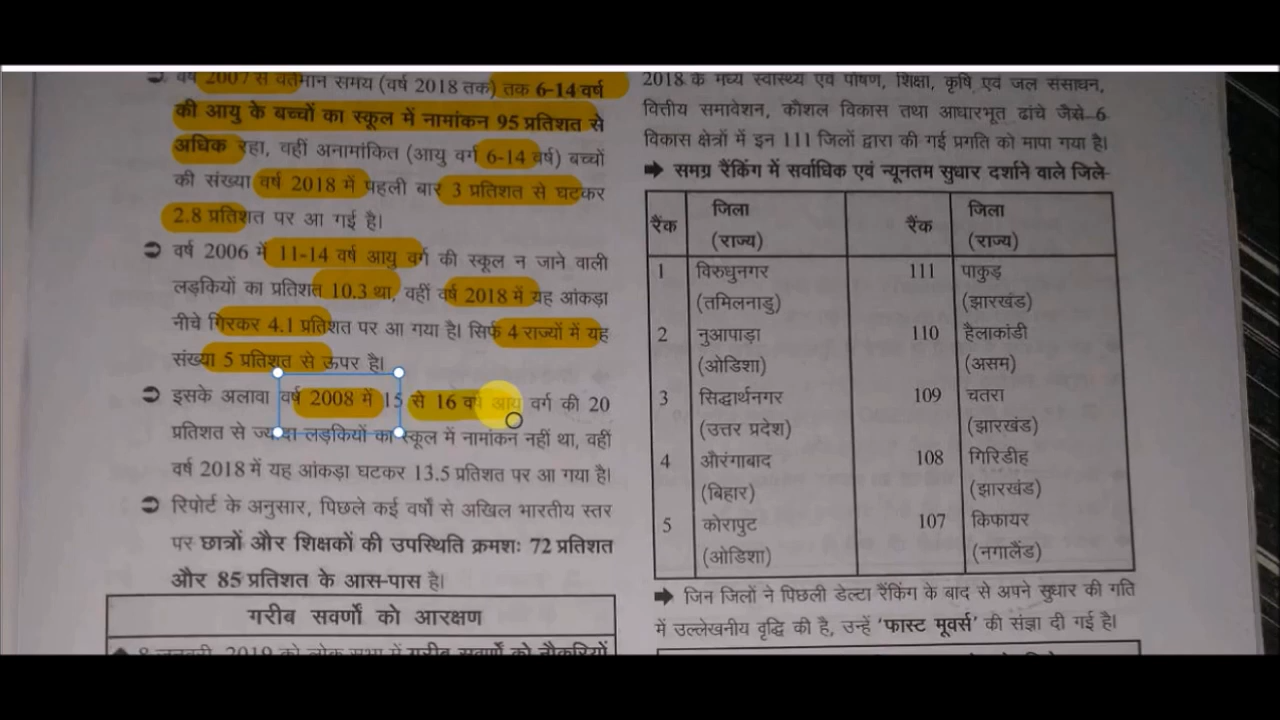 वर्ष 2007 से वर्तमान समय (वर्ष 2018 तक) तक 6-14 वर्ष
की आयु के बच्चों का स्कूल में नामांकन 95 प्रतिशत से
अधिक रहा, वहीं अनामांकित (आयु वर्ग 6-14 वर्ष) बच्चों
की संख्या वर्ष 2018 में पहली बार 3 प्रतिशत से घटकर
2.8 प्रतिशत पर आ गई है।
वर्ष 2006 में 11-14 वर्ष आयु वर्ग की स्कूल न जाने वाली
लड़कियों का प्रतिशत 10.3 था, वहीं वर्ष 2018 में यह आंकड़ा
नीचे गिरकर 4.1 प्रतिशत पर आ गया है। सिर्फ 4 राज्यों में यह
संख्या 5 प्रतिशत से ऊपर है।
इसके अलावा वर्ष 2008 में 15 से 16 वर्ष आयु वर्ग की 20
प्रतिशत से ज्यादा लड़कियों का स्कूल में नामांकन नहीं था, वहीं
वर्ष 2018 में यह आंकड़ा घटकर 13.5 प्रतिशत पर आ गया है।
रिपोर्ट के अनुसार, पिछले कई वर्षों से अखिल भारतीय स्तर
पर छात्रों और शिक्षकों की उपस्थिति क्रमशः 72 प्रतिशत
और 85 प्रतिशत के आस-पास है।
गरीब सवर्णों को आरक्षण
8 जनवरी, 2019 को लोक सभा में गरीब सवर्णों को नौकरियों
2018 के मध्य स्वास्थ्य एवं पोषण, शिक्षा, कृषि एवं जल संसाधन,
वित्तीय समावेशन, कौशल विकास तथा आधारभूत ढांचे जैसे 6
विकास क्षेत्रों में इन 111 जिलों द्वारा की गई प्रगति को मापा गया है।
➡ समग्र रैंकिंग में सर्वाधिक एवं न्यूनतम सुधार दर्शाने वाले जिले-
रैंक जिला (राज्य) रैंक जिला (राज्य)
1 विरुधुनगर 111 पाकुड़
(तमिलनाडु) (झारखंड)
2 नुआपाड़ा 110 हैलाकांडी
(ओडिशा) (असम)
3 सिद्धार्थनगर 109 चतरा
(उत्तर प्रदेश) (झारखंड)
4 औरंगाबाद 108 गिरिडीह
(बिहार) (झारखंड)
5 कोरापुट 107 किफायर
(ओडिशा) (नगालैंड)
➡ जिन जिलों ने पिछली डेल्टा रैंकिंग के बाद से अपने सुधार की गति
में उल्लेखनीय वृद्धि की है, उन्हें 'फास्ट मूवर्स' की संज्ञा दी गई है।